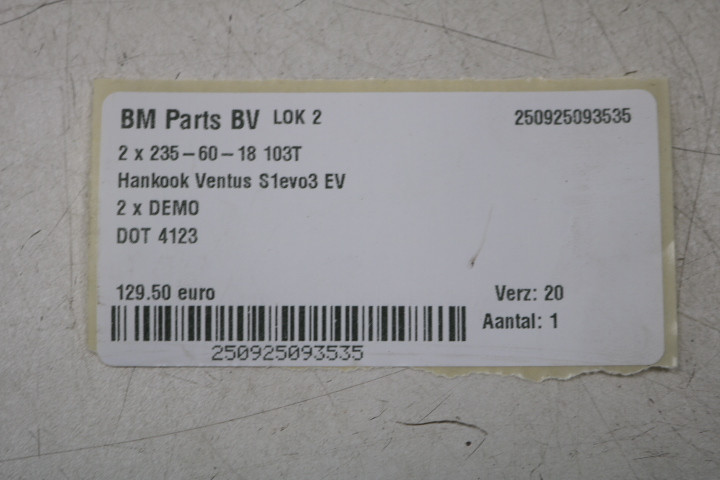 BM Parts BV LOK 2 250925093535
2 x 235-60-18 103T
Hankook Ventus S1evo3 EV
2 x DEMO
DOT 4123
129.50 euro Verz: 20
Aantal: 1
250925093535